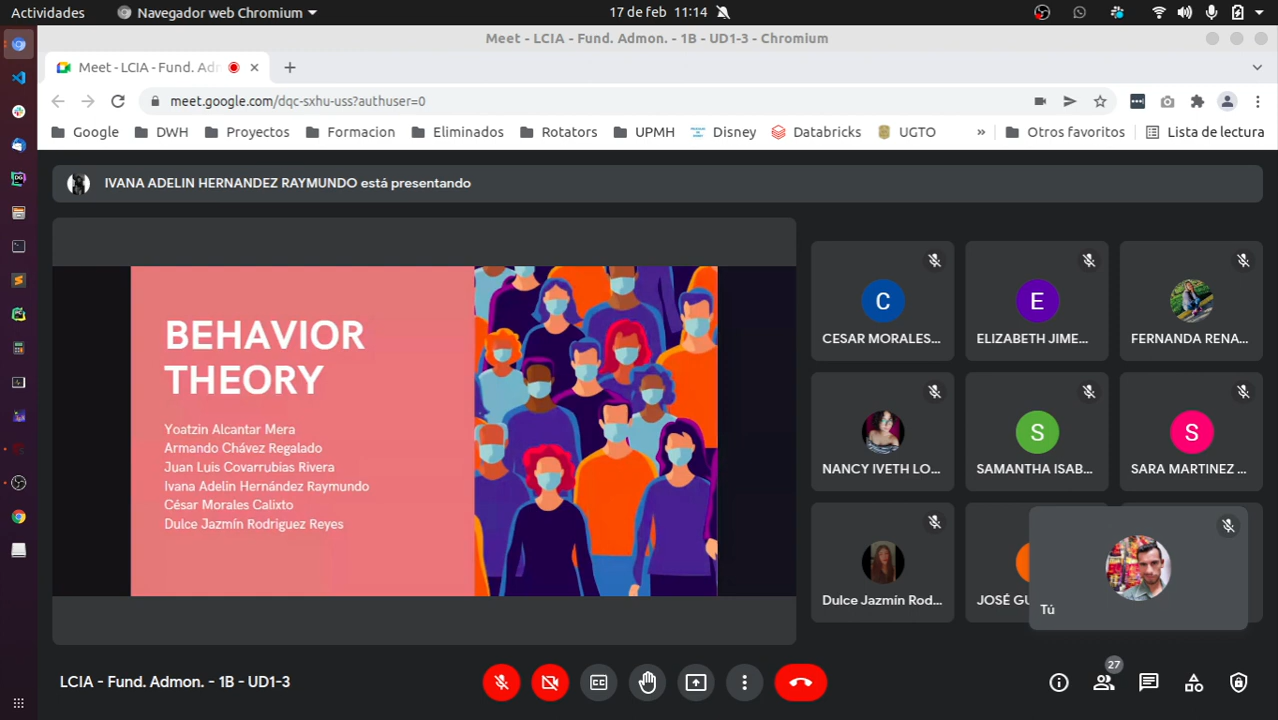 Actividades
Navegador web Chromium
17 de feb 11:14
Meet - LCIA - Fund. Admon. - 1B - UD1-3 - Chromium
Meet - LCIA - Fund. Adm
meet.google.com/dqc-sxhu-uss?authuser=0
Google DWH Proyectos Formacion Eliminados Rotators UPMH Disney Databricks UGTO » Otros favoritos Lista de lectura
IVANA ADELIN HERNANDEZ RAYMUNDO está presentando
BEHAVIOR
THEORY
Yoatzin Alcantar Mera
Armando Chávez Regalado
Juan Luis Covarrubias Rivera
Ivana Adelin Hernández Raymundo
César Morales Calixto
Dulce Jazmín Rodriguez Reyes
C
CESAR MORALES...
E
ELIZABETH JIME...
FERNANDA RENA...
NANCY IVETH LO...
S
SAMANTHA ISAB...
S
SARA MARTINEZ ...
Dulce Jazmín Rod...
JOSÉ GU
Tú
LCIA - Fund. Admon. - 1B - UD1-3
27